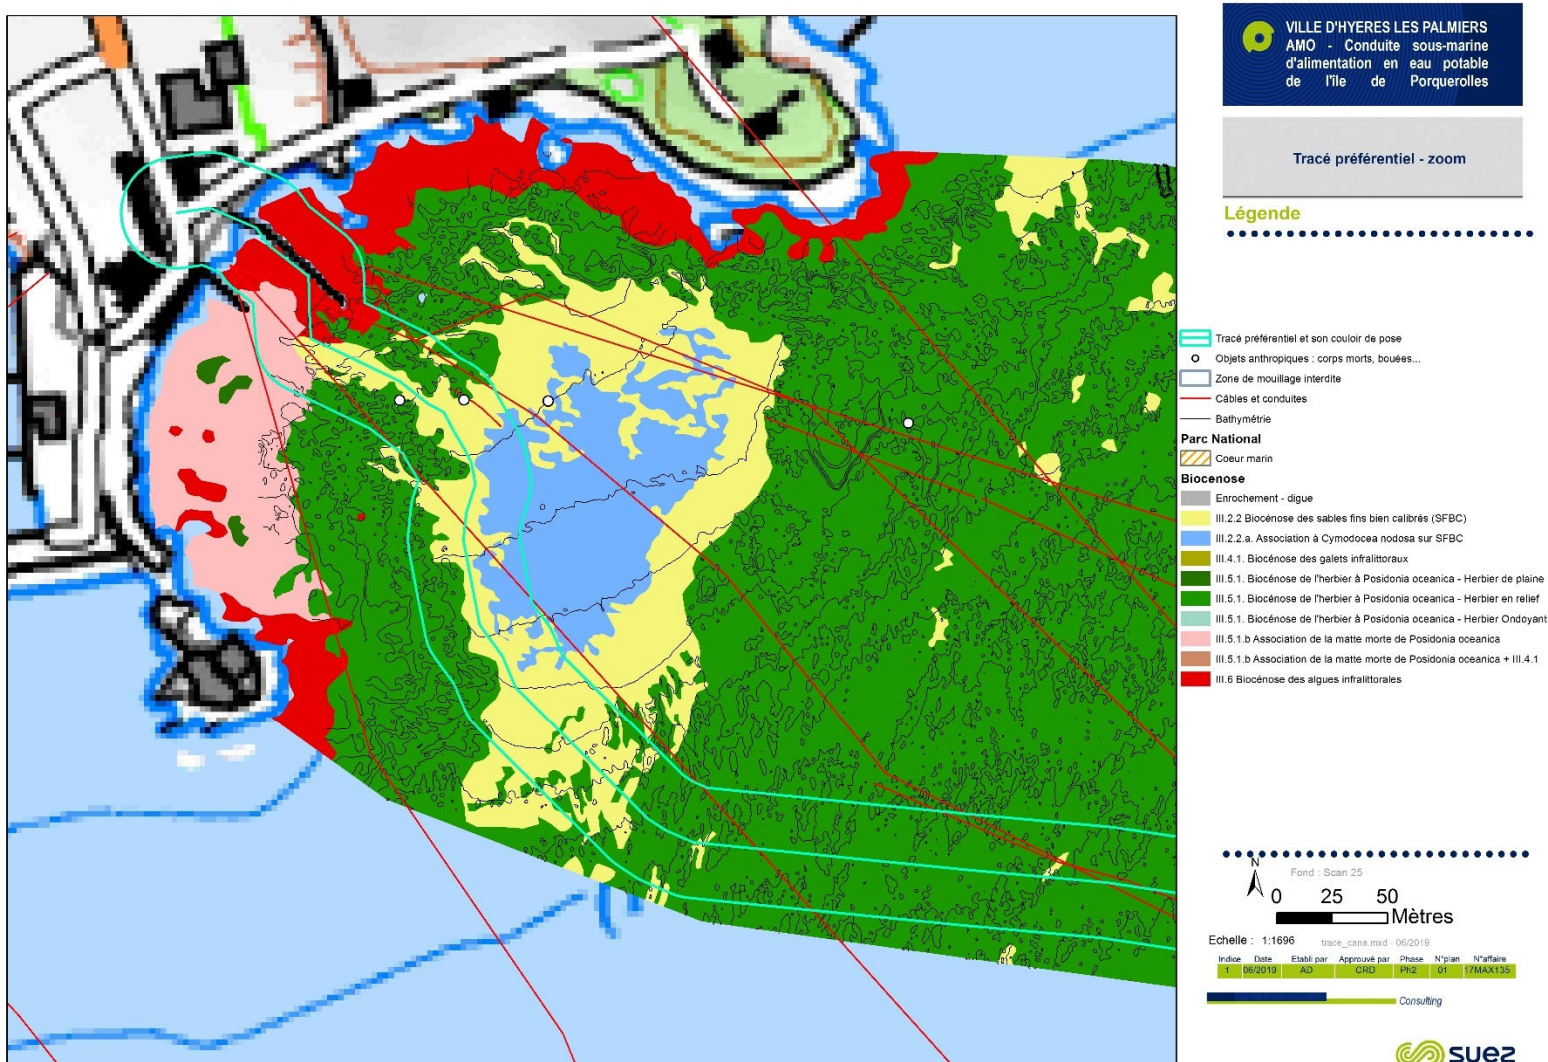 VILLE D'HYERES LES PALMIERS
AMO - Conduite sous-marine
d'alimentation en eau potable
de l'île de Porquerolles
Tracé préférentiel - zoom
Légende
Tracé préférentiel et son couloir de pose
Objets anthropiques : corps morts, bouées...
Zone de mouillage interdite
Câbles et conduites
Bathymétrie
Parc National
Coeur marin
Biocenose
Enrochement - digue
III.2.2 Biocénose des sables fins bien calibrés (SFBC)
III.2.2.a. Association à Cymodocea nodosa sur SFBC
III.4.1. Biocénose des galets infralittoraux
III.5.1. Biocénose de l'herbier à Posidonia oceanica - Herbier de plaine
III.5.1. Biocénose de l'herbier à Posidonia oceanica - Herbier en relief
III.5.1. Biocénose de l'herbier à Posidonia oceanica - Herbier Ondoyant
III.5.1.b Association de la matte morte de Posidonia oceanica
III.5.1.b Association de la matte morte de Posidonia oceanica + III.4.1
III.6 Biocénose des algues infralittorales
N
Fond : Scan 25
0 25 50
Mètres
Echelle : 1:1696 trace_cana.mxd - 06/2019
Indice Date Etabli par Approuvé par Phase N°plan N°affaire
1 06/2019 AD CRD Ph2 01 17MAX135
Consulting
suez